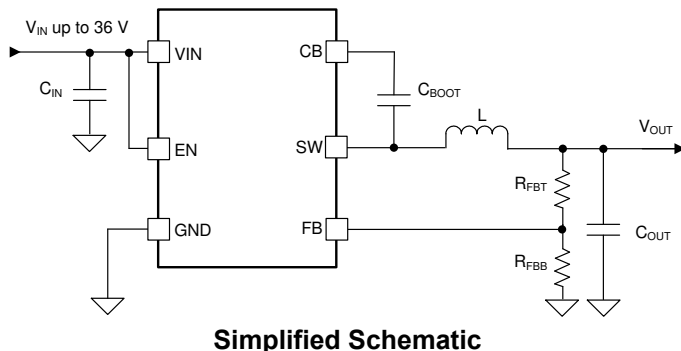 V_IN up to 36 V
VIN
CB
C_IN
C_BOOT
L
V_OUT
EN
SW
R_FBT
GND
FB
C_OUT
R_FBB
Simplified Schematic